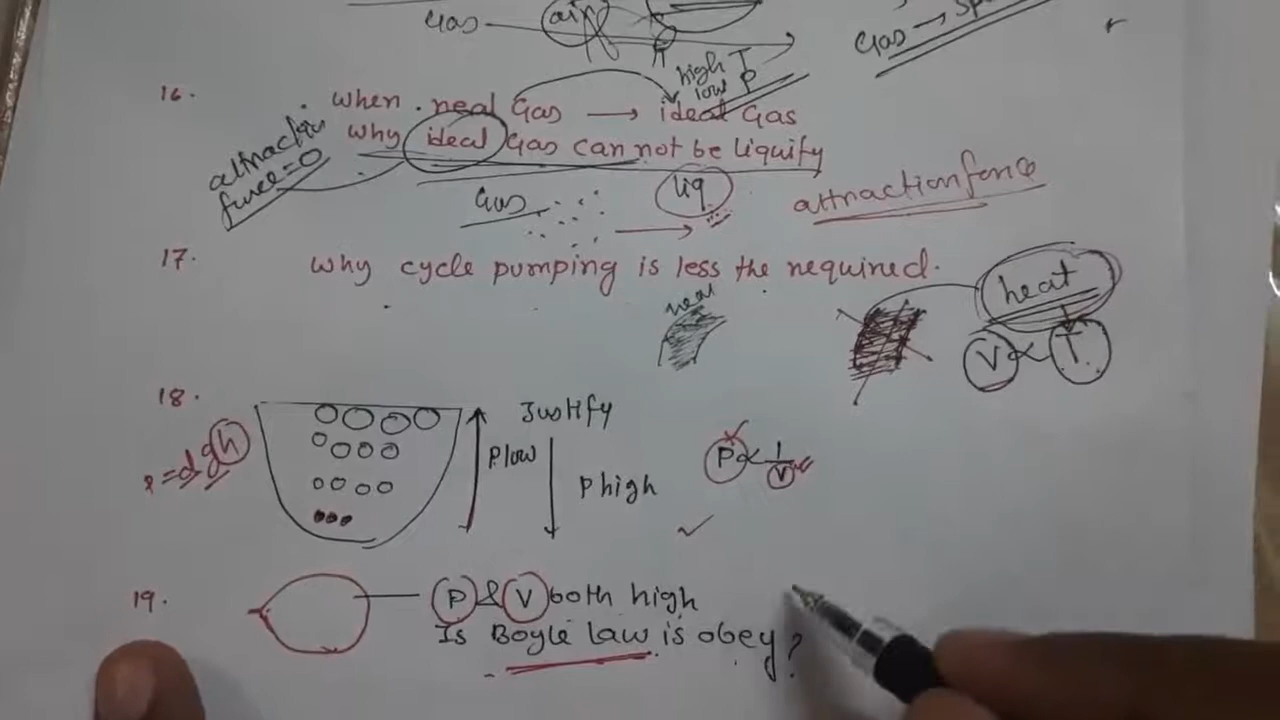 Gas air
Gas → sp
high T
low P
16. When real Gas → ideal Gas
why ideal Gas cannot be liquify
attraction
force=0
Gas liq
attraction force
17. why cycle pumping is less the required.
heat
V ∝ T
18. Justify
P=dgh
P low
P high
P ∝ 1/V
19. P & V both high
Is Boyle law is obey?